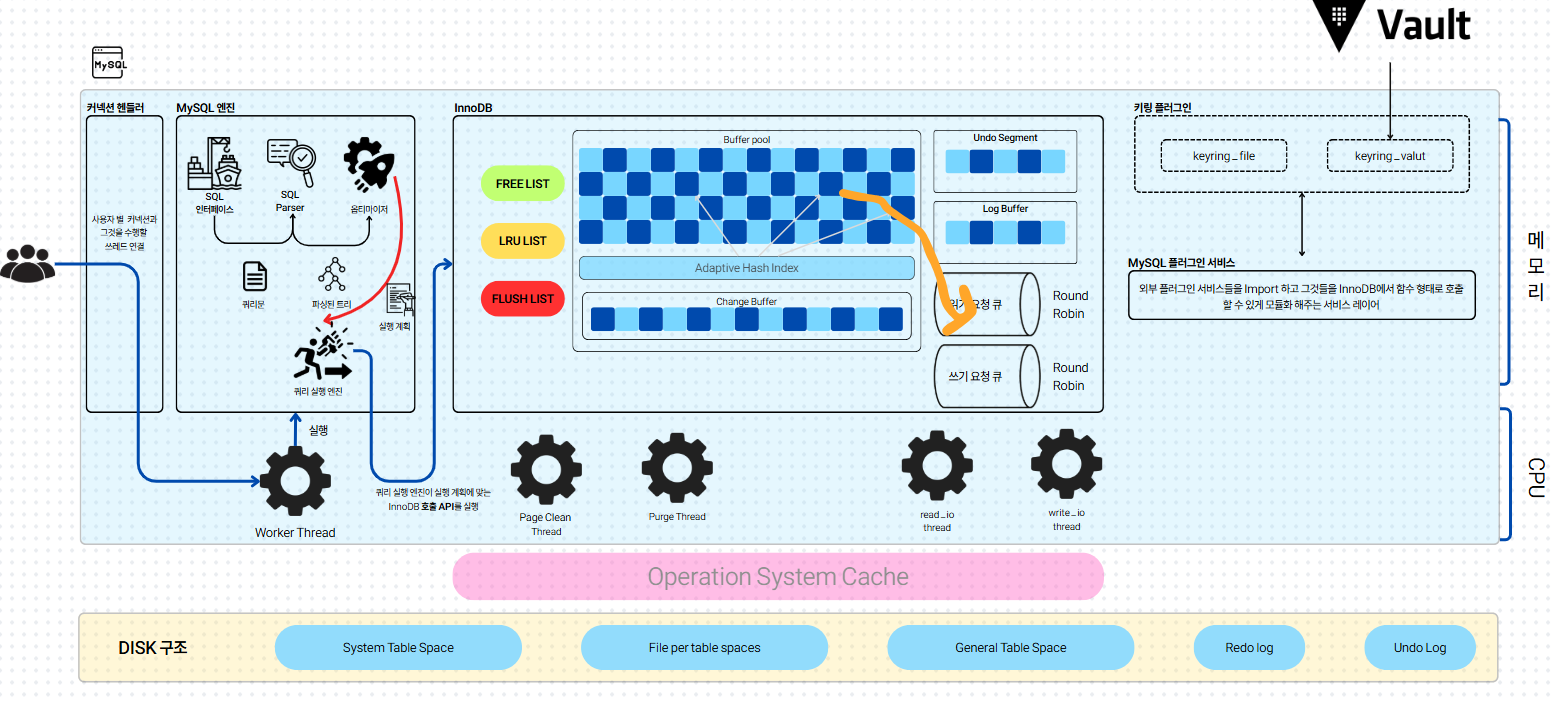 Vault
MySQL
커넥션 헨들러
MySQL 엔진
InnoDB
키링 플러그인
사용자 별 커넥션과
그것을 수행할
쓰레드 연결
SQL
인터페이스
SQL
Parser
옵티마이저
쿼리문
파싱된 트리
실행 계획
쿼리 실행 엔진
FREE LIST
LRU LIST
FLUSH LIST
Buffer pool
Adaptive Hash Index
Change Buffer
Undo Segment
Log Buffer
읽기 요청 큐
Round
Robin
쓰기 요청 큐
Round
Robin
keyring_file
keyring_valut
MySQL 플러그인 서비스
외부 플러그인 서비스들을 Import 하고 그것들을 InnoDB에서 함수 형태로 호출
할 수 있게 모듈화 해주는 서비스 레이어
메모리
실행
Worker Thread
쿼리 실행 엔진이 실행 계획에 맞는
InnoDB 호출 API를 실행
Page Clean
Thread
Purge Thread
read_io
thread
write_io
thread
CPU
Operation System Cache
DISK 구조
System Table Space
File per table spaces
General Table Space
Redo log
Undo Log